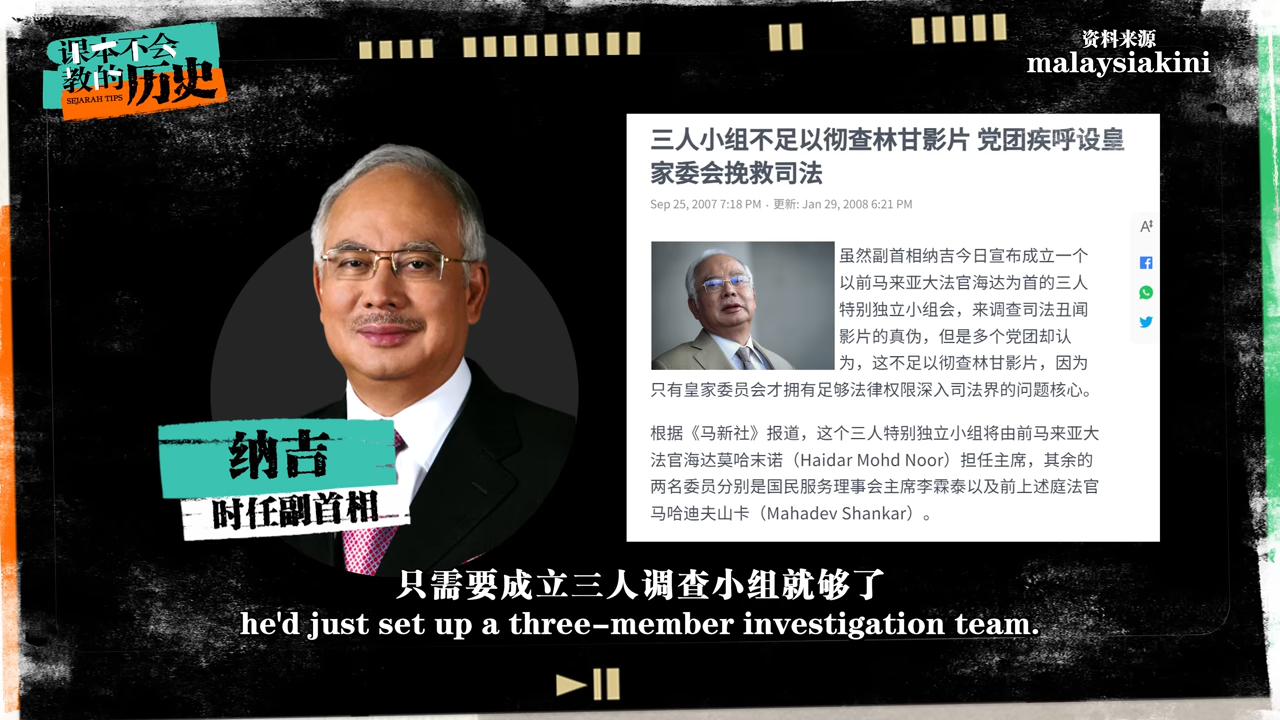 课本不会
教的历史
SEJARAH TIPS
资料来源
malaysiakini
三人小组不足以彻查林甘影片 党团疾呼设皇
家委会挽救司法
Sep 25, 2007 7:18 PM · 更新: Jan 29, 2008 6:21 PM
虽然副首相纳吉今日宣布成立一个
以前马来亚大法官海达为首的三人
特别独立小组会，来调查司法丑闻
影片的真伪，但是多个党团却认
为，这不足以彻查林甘影片，因为
只有皇家委员会才拥有足够法律权限深入司法界的问题核心。
根据《马新社》报道，这个三人特别独立小组将由前马来亚大
法官海达莫哈末诺（Haidar Mohd Noor）担任主席，其余的
两名委员分别是国民服务理事会主席李霖泰以及前上述庭法官
马哈迪夫山卡（Mahadev Shankar）。
纳吉
时任副首相
只需要成立三人调查小组就够了
he'd just set up a three-member investigation team.